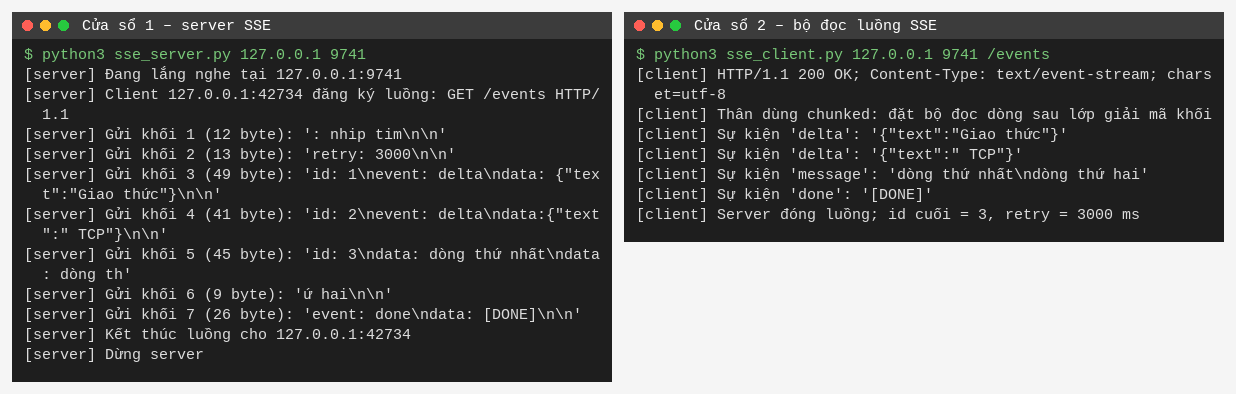 Cửa sổ 1 – server SSE
$ python3 sse_server.py 127.0.0.1 9741
[server] Đang lắng nghe tại 127.0.0.1:9741
[server] Client 127.0.0.1:42734 đăng ký luồng: GET /events HTTP/
1.1
[server] Gửi khối 1 (12 byte): ': nhip tim\n\n'
[server] Gửi khối 2 (13 byte): 'retry: 3000\n\n'
[server] Gửi khối 3 (49 byte): 'id: 1\nevent: delta\ndata: {"tex
t":"Giao thức"}\n\n'
[server] Gửi khối 4 (41 byte): 'id: 2\nevent: delta\ndata:{"text
":" TCP"}\n\n'
[server] Gửi khối 5 (45 byte): 'id: 3\ndata: dòng thứ nhất\ndata
: dòng th'
[server] Gửi khối 6 (9 byte): 'ứ hai\n\n'
[server] Gửi khối 7 (26 byte): 'event: done\ndata: [DONE]\n\n'
[server] Kết thúc luồng cho 127.0.0.1:42734
[server] Dừng server
Cửa sổ 2 – bộ đọc luồng SSE
$ python3 sse_client.py 127.0.0.1 9741 /events
[client] HTTP/1.1 200 OK; Content-Type: text/event-stream; chars
et=utf-8
[client] Thân dùng chunked: đặt bộ đọc dòng sau lớp giải mã khối
[client] Sự kiện 'delta': '{"text":"Giao thức"}'
[client] Sự kiện 'delta': '{"text":" TCP"}'
[client] Sự kiện 'message': 'dòng thứ nhất\ndòng thứ hai'
[client] Sự kiện 'done': '[DONE]'
[client] Server đóng luồng; id cuối = 3, retry = 3000 ms